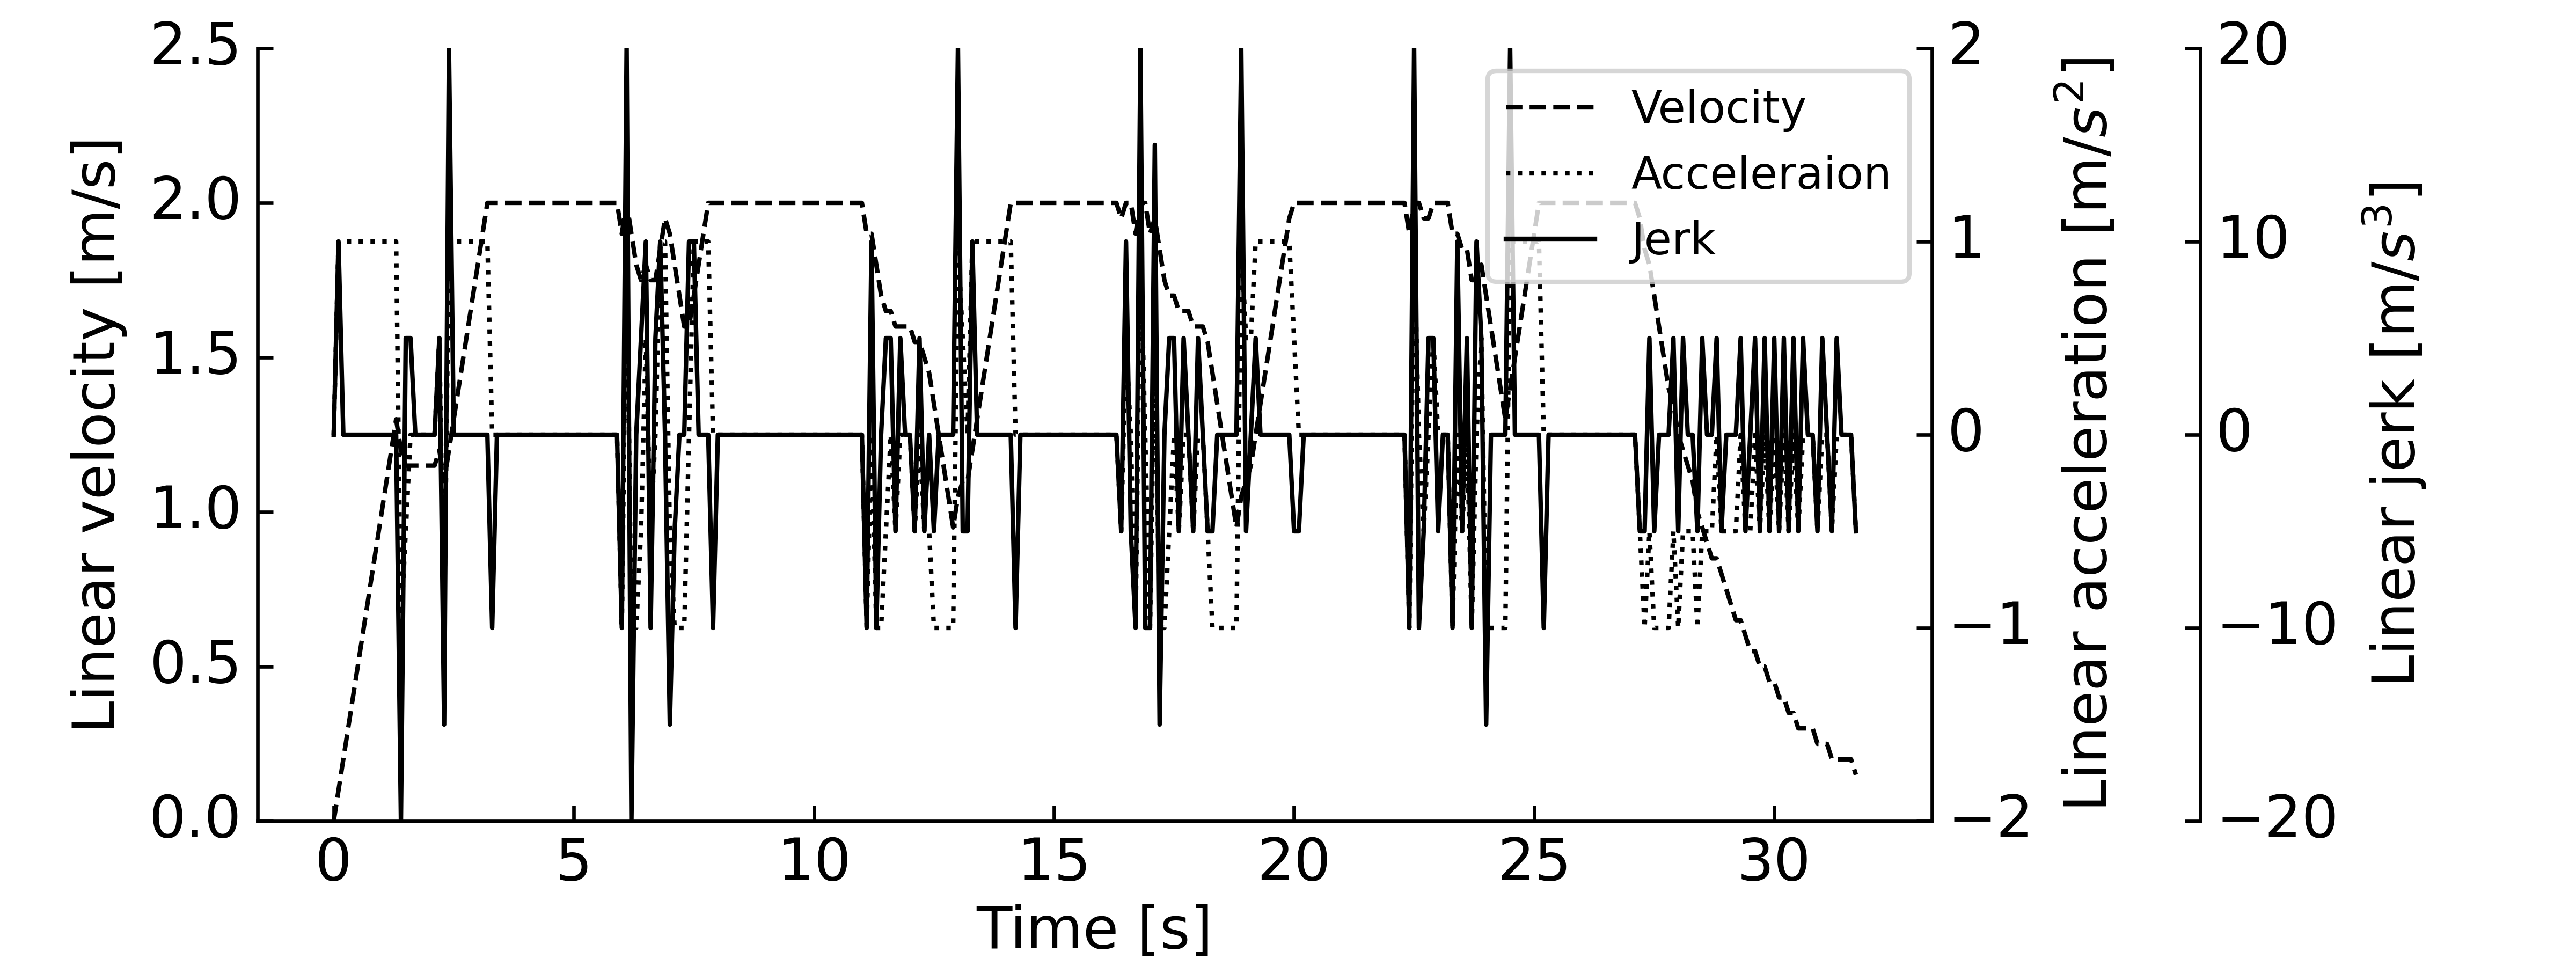 Linear velocity [m/s]
2.5
2.0
1.5
1.0
0.5
0.0
0 5 10 15 20 25 30
Time [s]
Velocity
Acceleraion
Jerk
2
1
0
−1
−2
Linear acceleration [m/s²]
20
10
0
−10
−20
Linear jerk [m/s³]